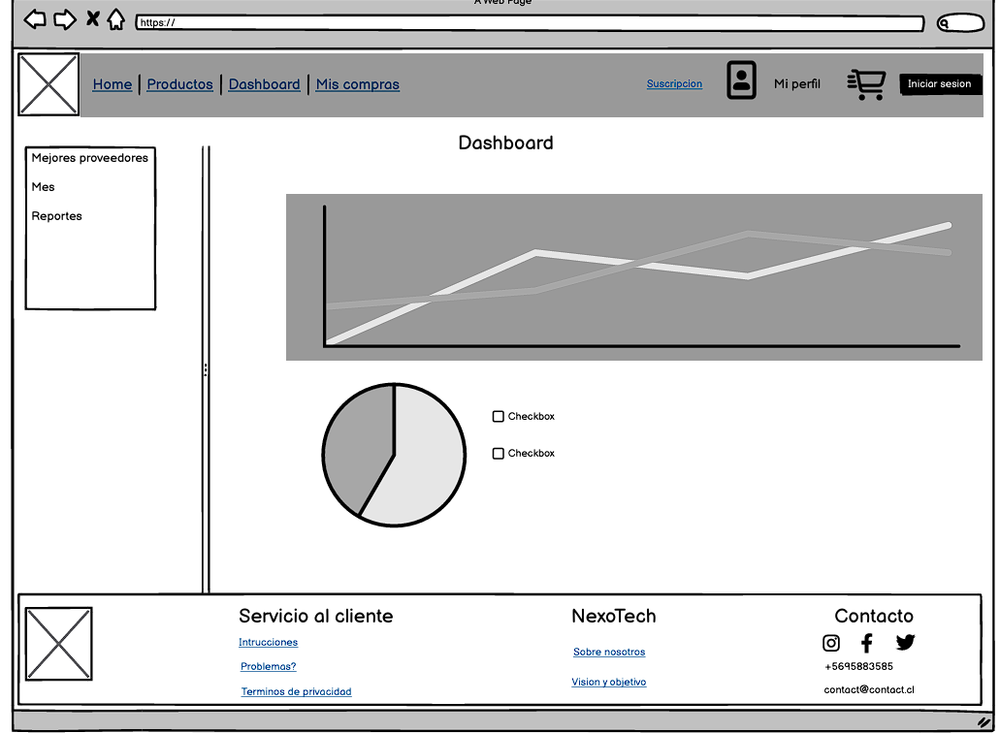 A Web Page
https://
Home Productos Dashboard Mis compras Suscripcion Mi perfil Iniciar sesion
Dashboard
Mejores proveedores
Mes
Reportes
Checkbox
Checkbox
Servicio al cliente
Intrucciones
Problemas?
Terminos de privacidad
NexoTech
Sobre nosotros
Vision y objetivo
Contacto
+5695883585
contact@contact.cl